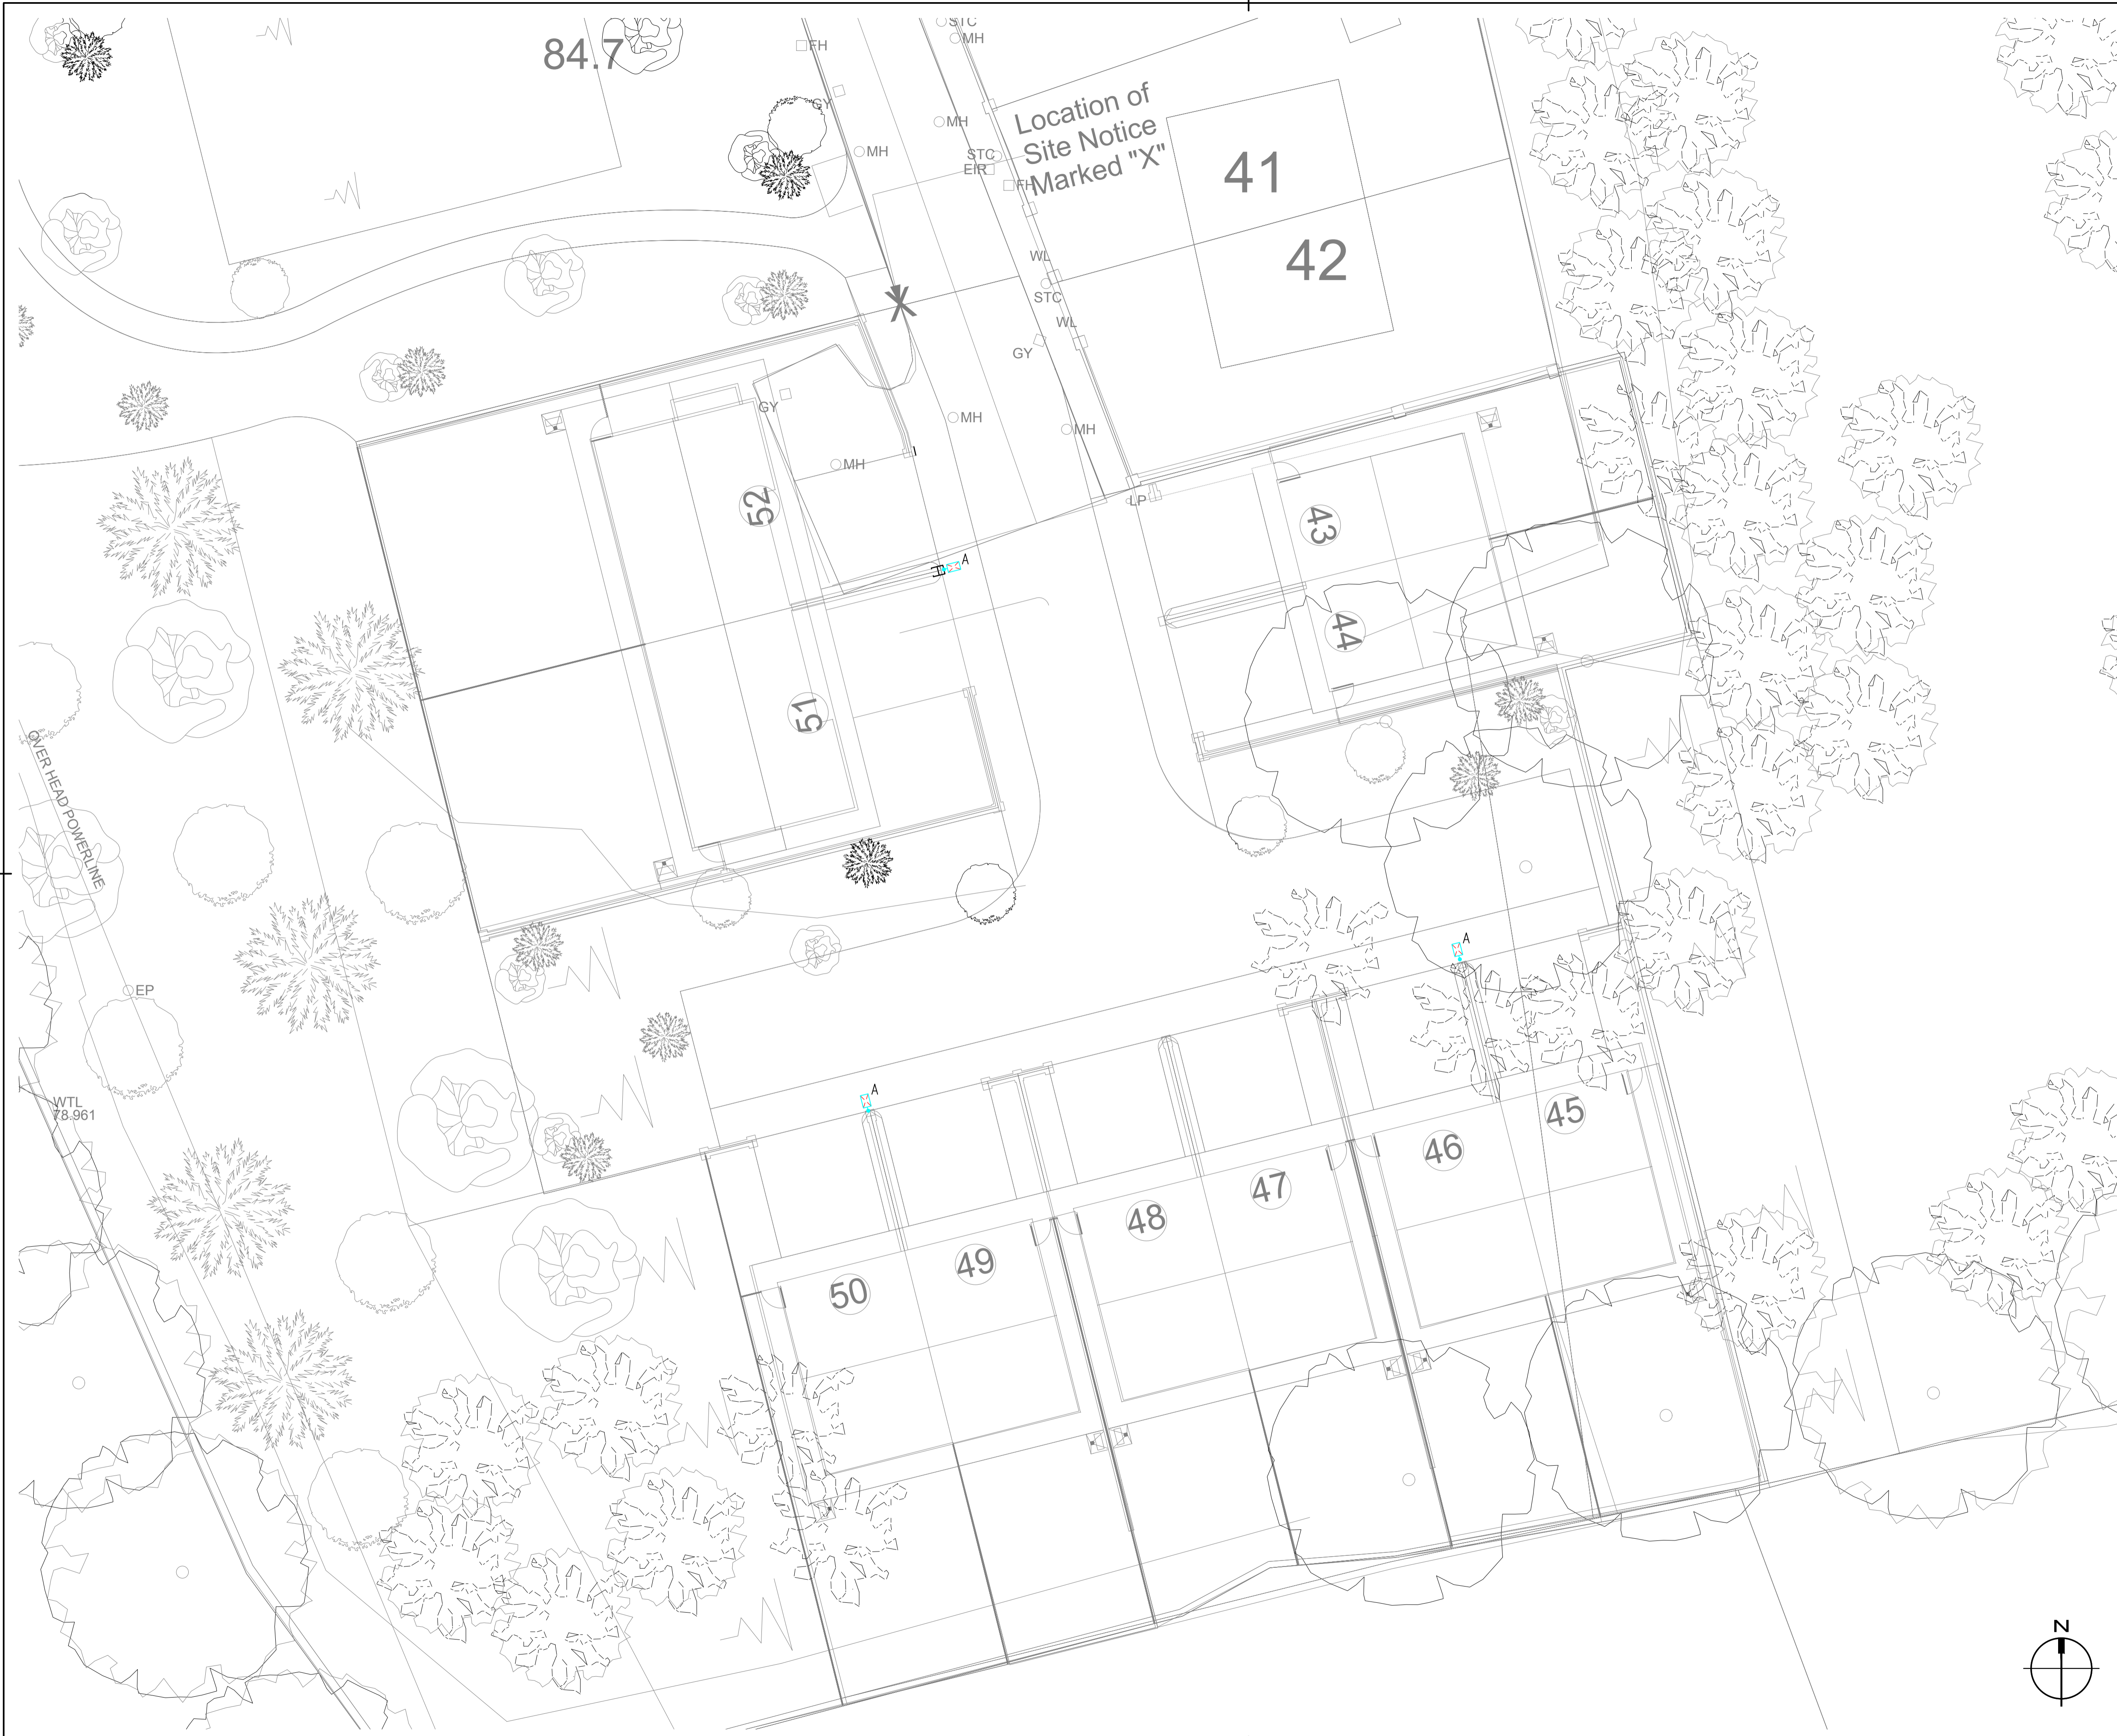 84.7
FH
STC
MH
GY
MH
MH
STC
EIR
FH
Location of
Site Notice
Marked "X"
41
42
WL
STC
X
WL
GY
GY
MH
MH
MH
LP
52
43
A
44
51
OVER HEAD POWERLINE
A
EP
WTL
78.961
A
45
46
47
48
49
50
N